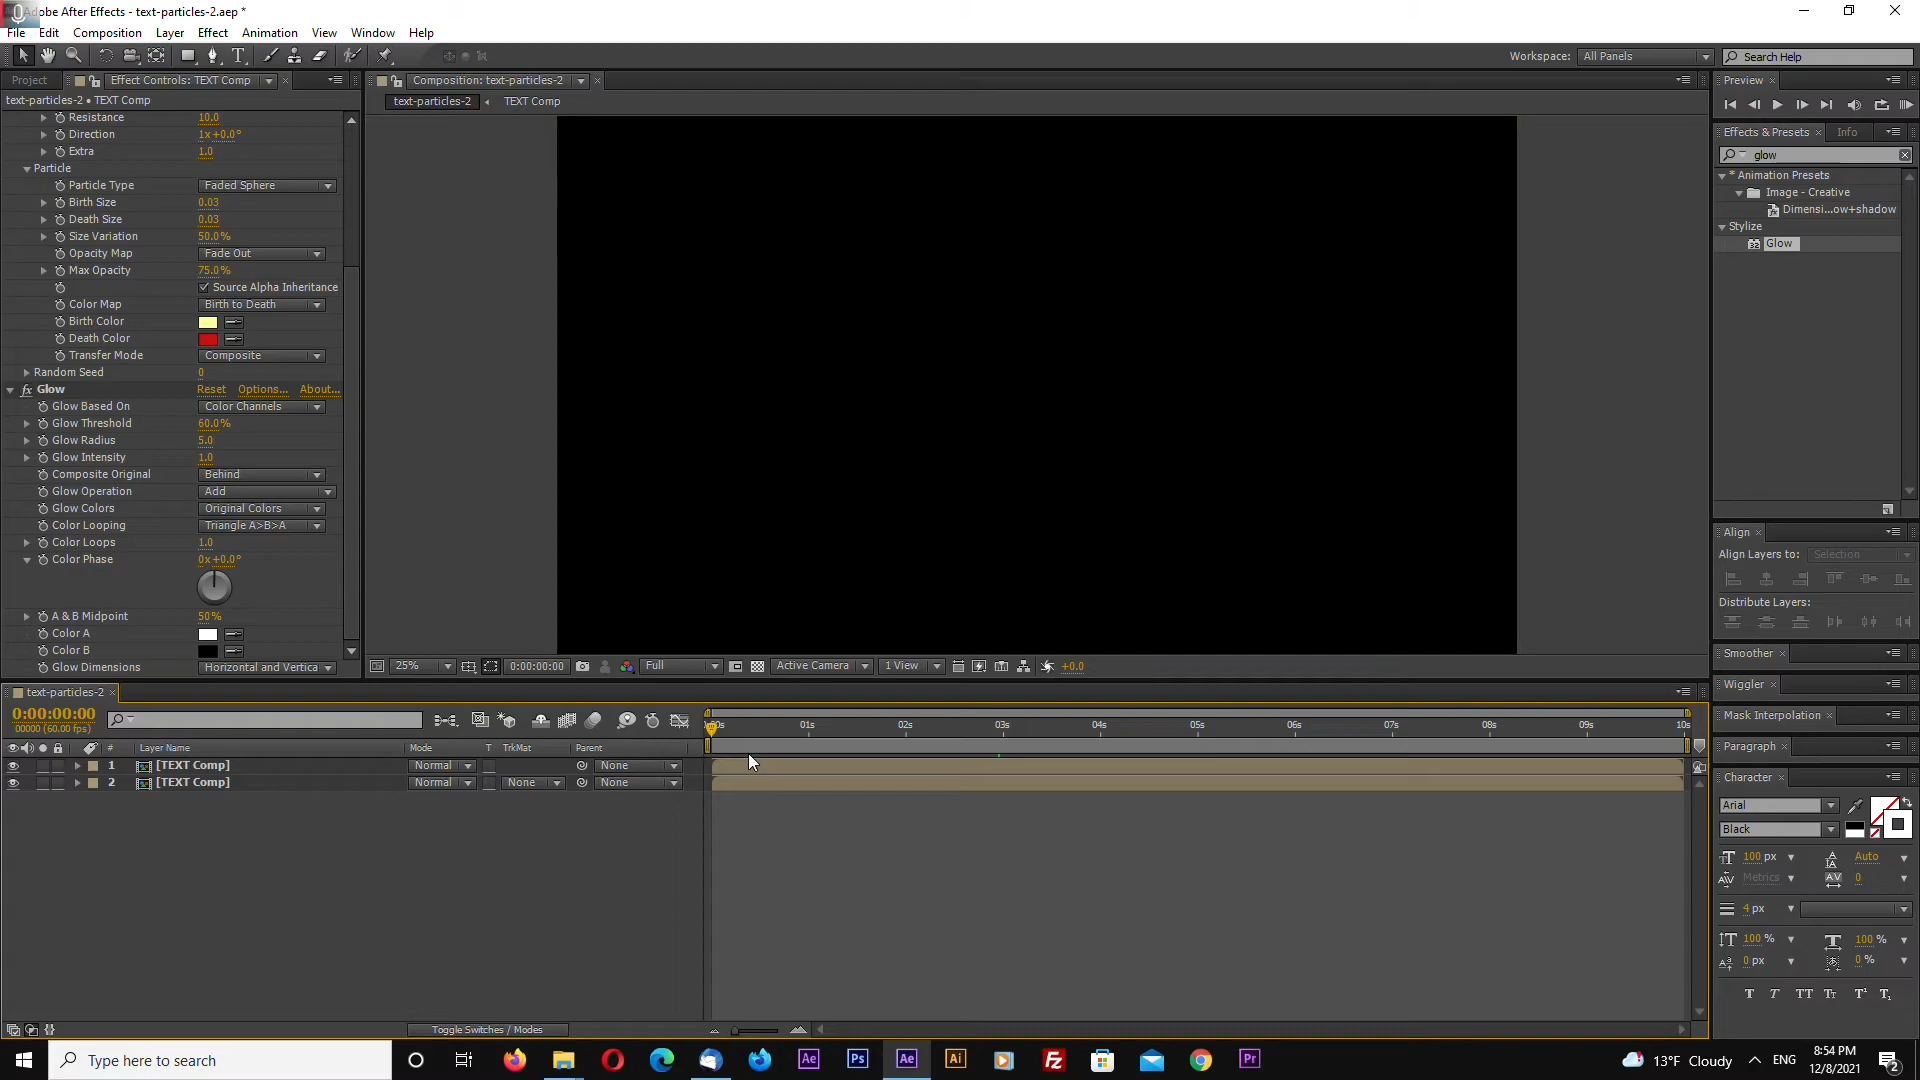 Adobe After Effects - text-particles-2.aep *
File Edit Composition Layer Effect Animation View Window Help
Workspace: All Panels Search Help
Project Effect Controls: TEXT Comp Composition: text-particles-2 Preview
text-particles-2 • TEXT Comp text-particles-2 TEXT Comp
Resistance 10.0
Direction 1x+0.0°
Extra 1.0
Particle
Particle Type Faded Sphere
Birth Size 0.03
Death Size 0.03
Size Variation 50.0%
Opacity Map Fade Out
Max Opacity 75.0%
Source Alpha Inheritance
Color Map Birth to Death
Birth Color
Death Color
Transfer Mode Composite
Random Seed 0
fx Glow Reset Options... About...
Glow Based On Color Channels
Glow Threshold 60.0%
Glow Radius 5.0
Glow Intensity 1.0
Composite Original Behind
Glow Operation Add
Glow Colors Original Colors
Color Looping Triangle A>B>A
Color Loops 1.0
Color Phase 0x+0.0°
A & B Midpoint 50%
Color A
Color B
Glow Dimensions Horizontal and Vertica
25% 0:00:00:00 Full Active Camera 1 View +0.0
Effects & Presets Info
glow
* Animation Presets
Image - Creative
Dimensi...ow+shadow
Stylize
Glow
Align
Align Layers to: Selection
Distribute Layers:
Smoother
Wiggler
Mask Interpolation
Paragraph
Character
Arial
Black
100 px Auto
Metrics 0
4 px
100 % 100 %
0 px 0 %
T T TT Tt T¹ T₁
text-particles-2
0:00:00:00
00000 (60.00 fps)
00s 01s 02s 03s 04s 05s 06s 07s 08s 09s 10s
# Layer Name Mode T TrkMat Parent
1 [TEXT Comp] Normal None
2 [TEXT Comp] Normal None None
Toggle Switches / Modes
Type here to search
Ae Ps Ae Ai Fz Pr
13°F Cloudy ENG 8:54 PM
12/8/2021 2